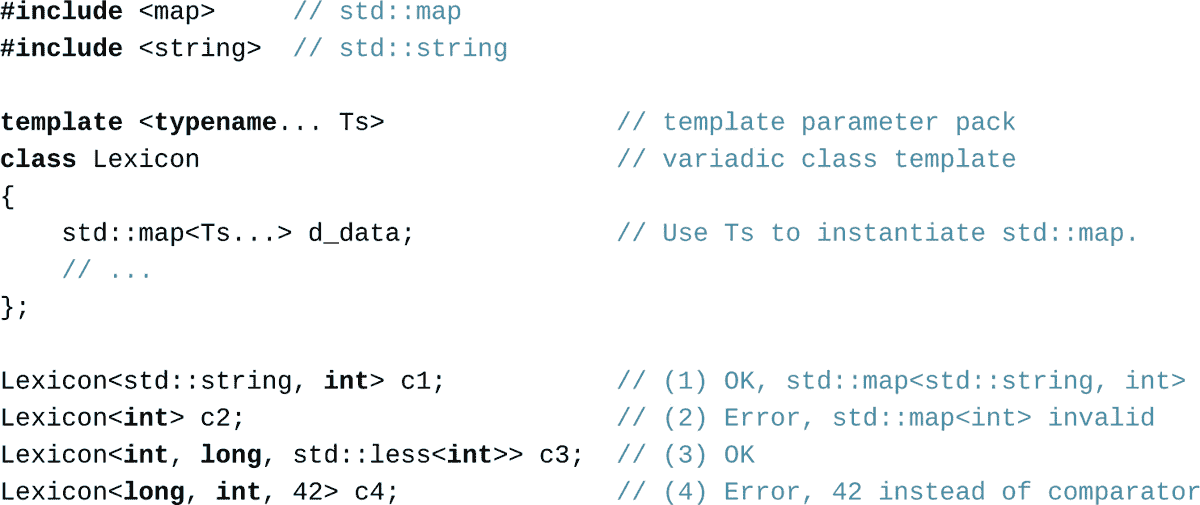 #include <map>     // std::map
#include <string>  // std::string
template <typename... Ts>               // template parameter pack
class Lexicon                           // variadic class template
{
    std::map<Ts...> d_data;             // Use Ts to instantiate std::map.
    // ...
};
Lexicon<std::string, int> c1;           // (1) OK, std::map<std::string, int>
Lexicon<int> c2;                        // (2) Error, std::map<int> invalid
Lexicon<int, long, std::less<int>> c3;  // (3) OK
Lexicon<long, int, 42> c4;              // (4) Error, 42 instead of comparator